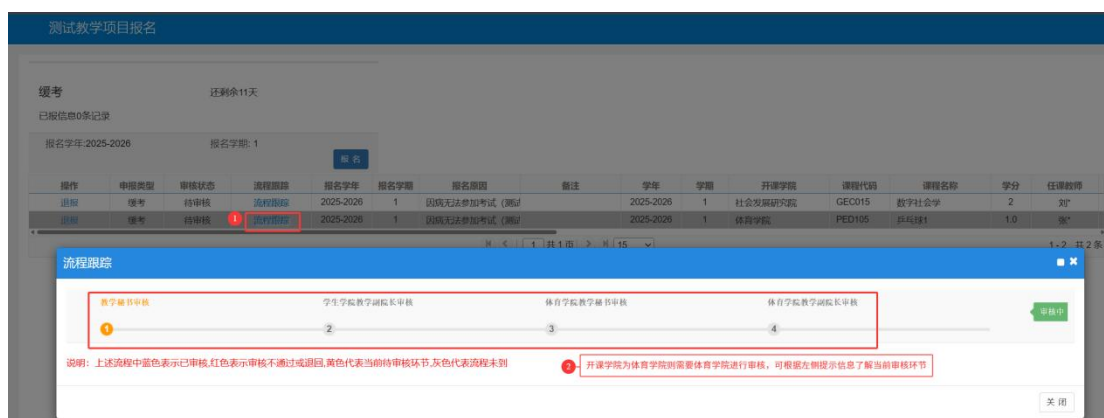 测试教学项目报名
缓考 还剩余11天
已报信息0条记录
报名学年:2025-2026 报名学期: 1
报 名
操作 申报类型 审核状态 流程跟踪 报名学年 报名学期 报名原因 备注 学年 学期 开课学院 课程代码 课程名称 学分 任课教师
退报 缓考 待审核 流程跟踪 2025-2026 1 因病无法参加考试（测试 2025-2026 1 社会发展研究院 GEC015 数字社会学 2 刘*
退报 缓考 待审核 1 流程跟踪 2025-2026 1 因病无法参加考试（测试 2025-2026 1 体育学院 PED105 乒乓球1 1.0 张*
1 共 1 页 15 1 - 2 共 2 条
流程跟踪
教学秘书审核 学生学院教学副院长审核 体育学院教学秘书审核 体育学院教学副院长审核
1 2 3 4 审核中
说明：上述流程中蓝色表示已审核,红色表示审核不通过或退回,黄色代表当前待审核环节,灰色代表流程未到
2 开课学院为体育学院则需要体育学院进行审核，可根据左侧提示信息了解当前审核环节
关 闭